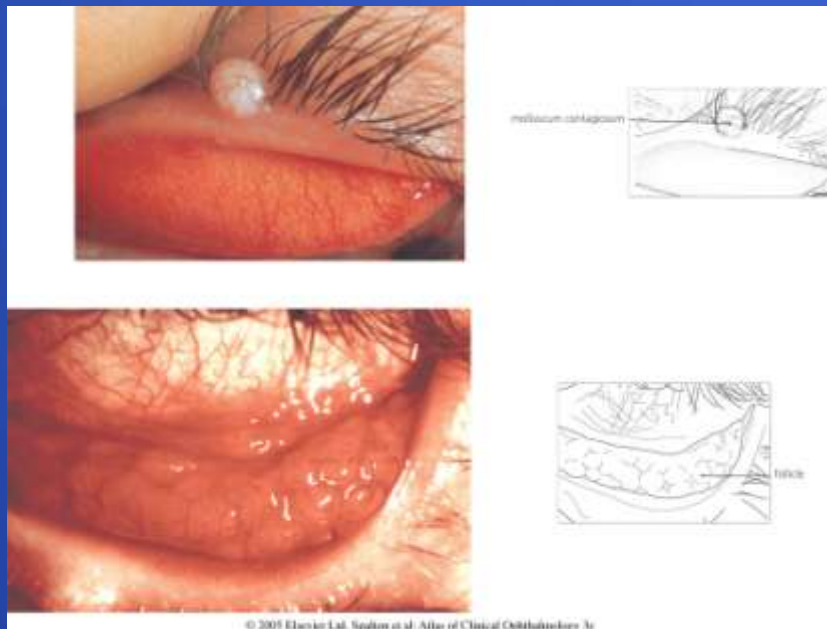 molluscum contagiosum
follicle
© 2005 Elsevier Ltd. Spalton et al: Atlas of Clinical Ophthalmology 3e